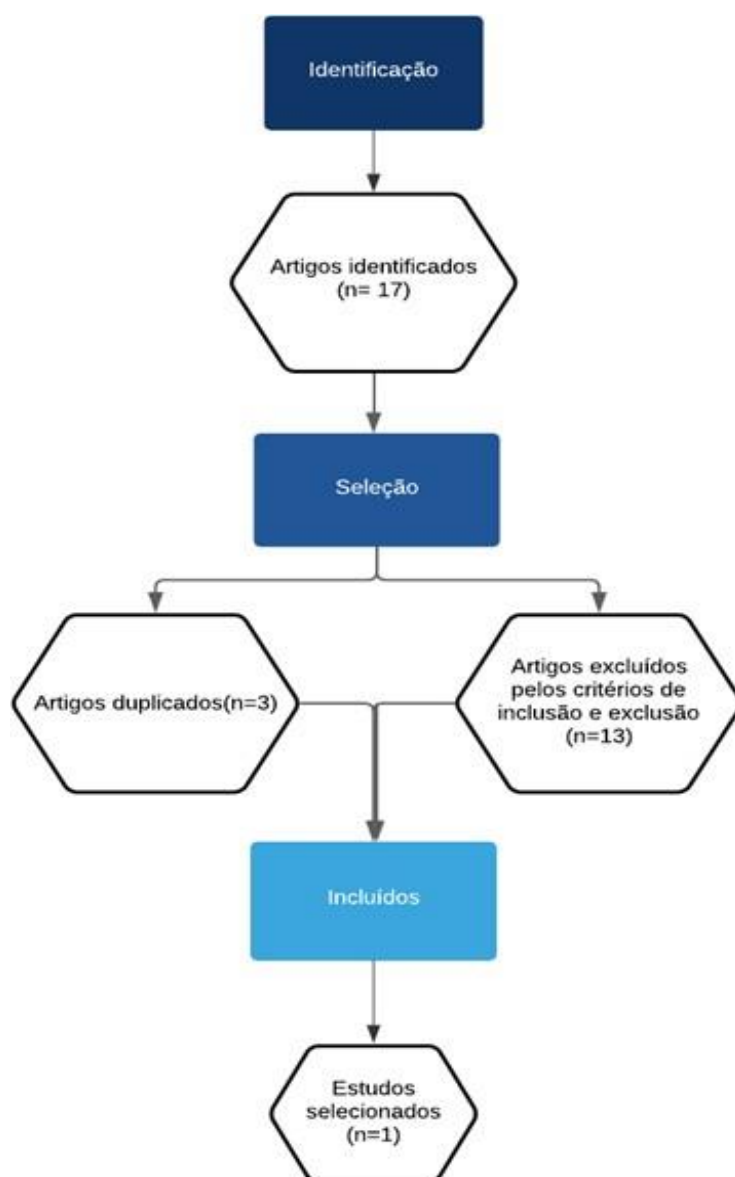 Identificação
Artigos identificados
(n= 17)
Seleção
Artigos duplicados(n=3)
Artigos excluídos
pelos critérios de
inclusão e exclusão
(n=13)
Incluídos
Estudos
selecionados
(n=1)